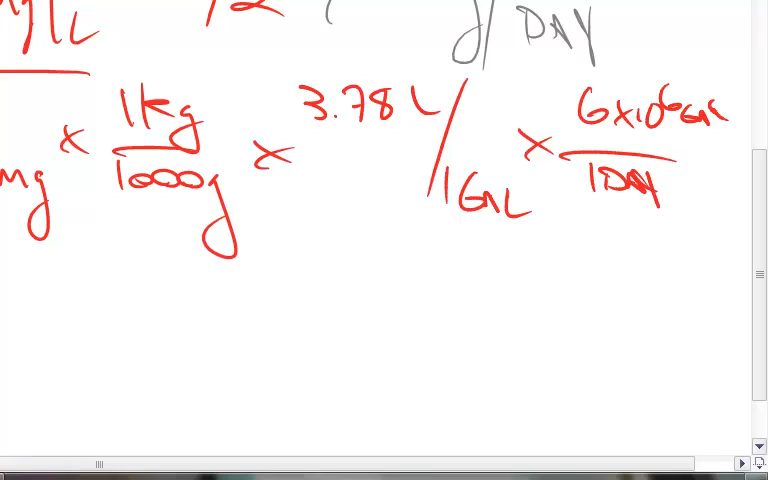 g/L
g/DAY
1kg 3.78 L 6x10⁶GAL
x x x
mg 1000g 1GAL 1DAY